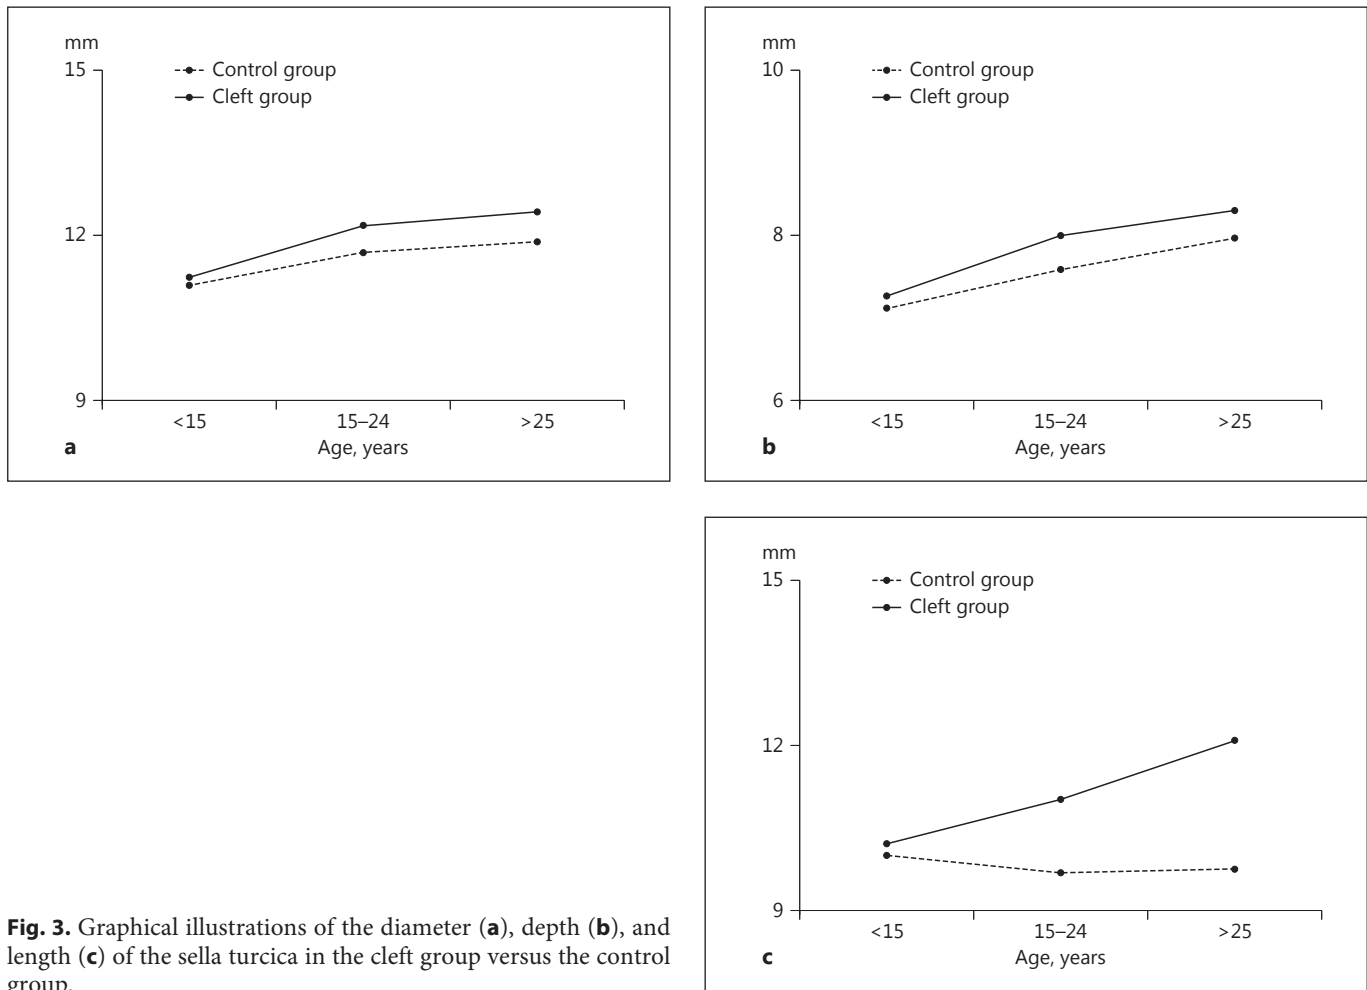 mm
15
12
9
Control group
Cleft group
<15 15–24 >25
Age, years
a
mm
10
8
6
Control group
Cleft group
<15 15–24 >25
Age, years
b
mm
15
12
9
Control group
Cleft group
<15 15–24 >25
Age, years
c
Fig. 3. Graphical illustrations of the diameter (a), depth (b), and
length (c) of the sella turcica in the cleft group versus the control
group.